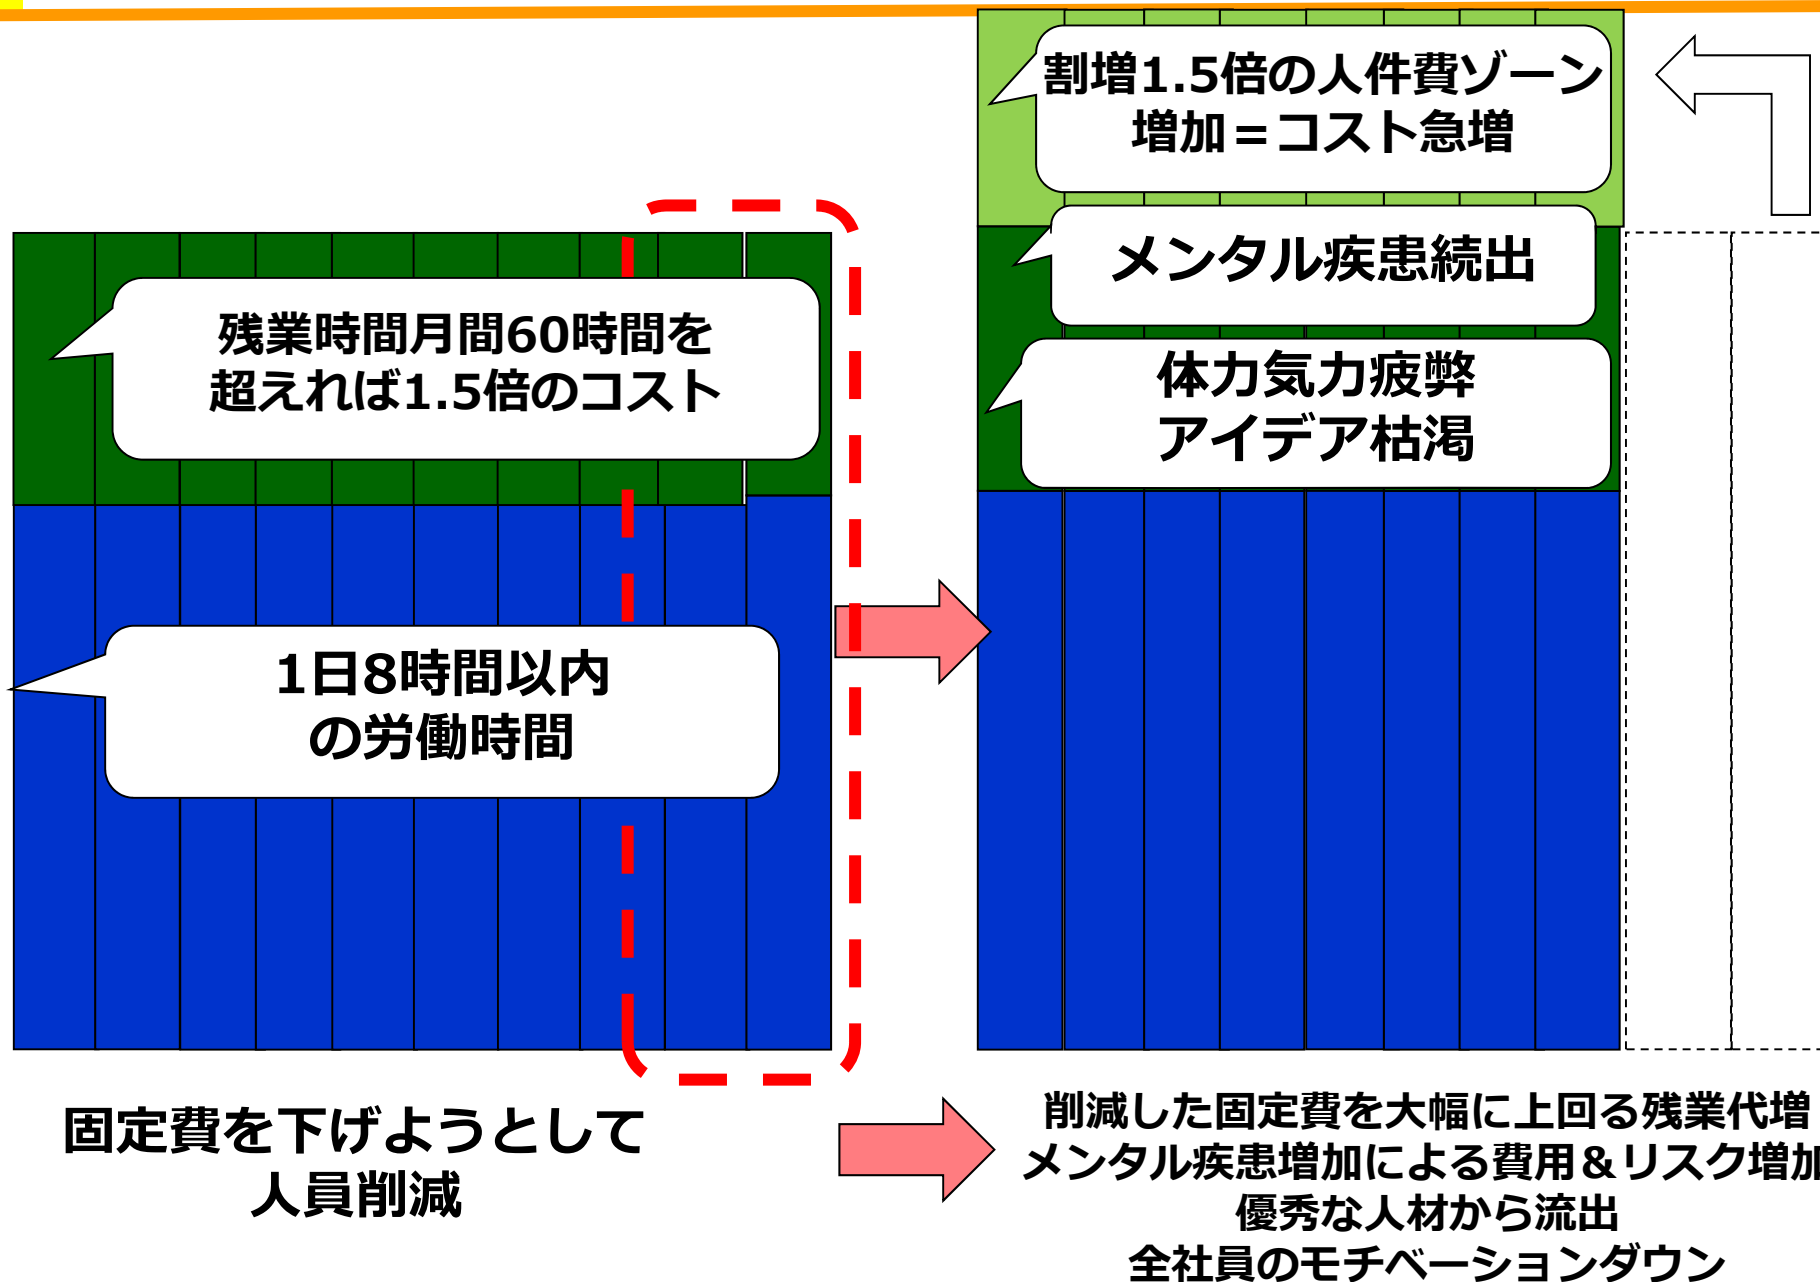 割増1.5倍の人件費ゾーン
増加＝コスト急増
メンタル疾患続出
残業時間月間60時間を
超えれば1.5倍のコスト
体力気力疲弊
アイデア枯渇
1日8時間以内
の労働時間
固定費を下げようとして
人員削減
削減した固定費を大幅に上回る残業代増
メンタル疾患増加による費用＆リスク増加
優秀な人材から流出
全社員のモチベーションダウン